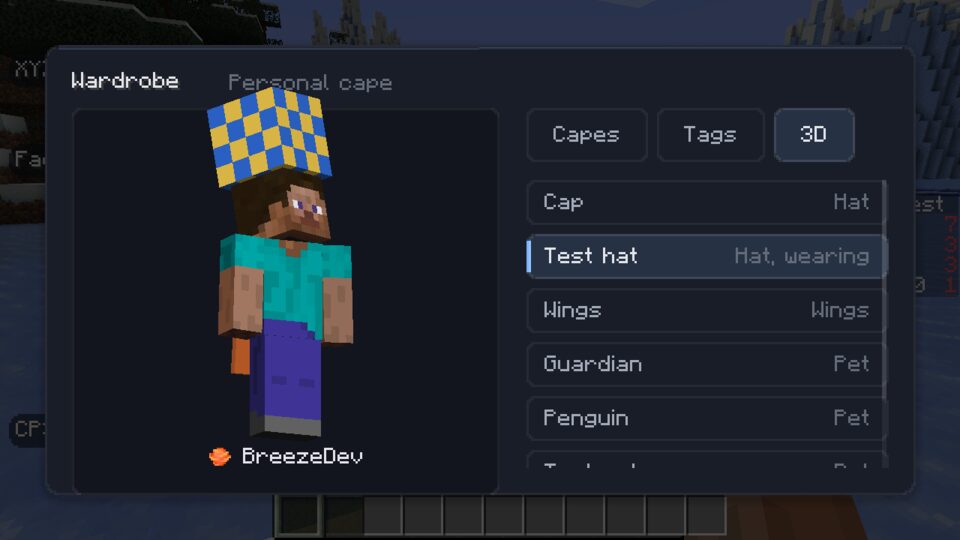 Wardrobe
Personal cape
Capes
Tags
3D
Cap
Hat
Test hat
Hat, wearing
Wings
Wings
Guardian
Pet
Penguin
Pet
BreezeDev